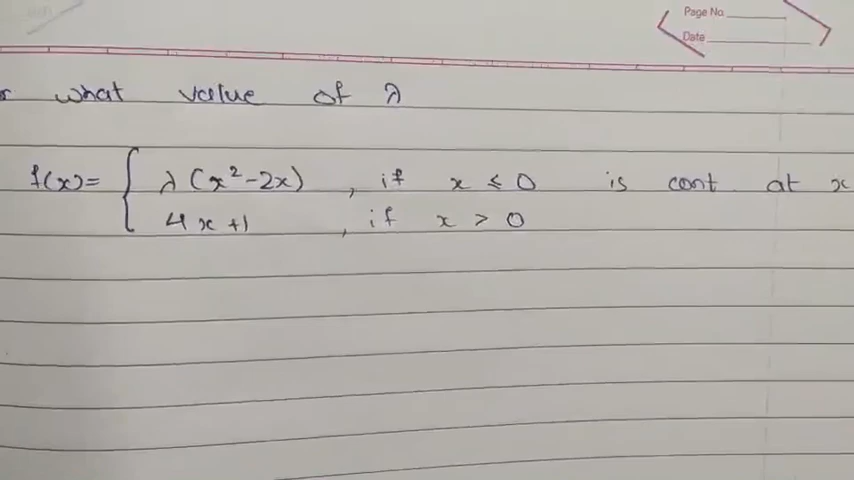 Page No.
Date
what value of λ
f(x)= { λ (x²-2x) , if x ≤ 0 is cont at x
4x +1 , if x > 0